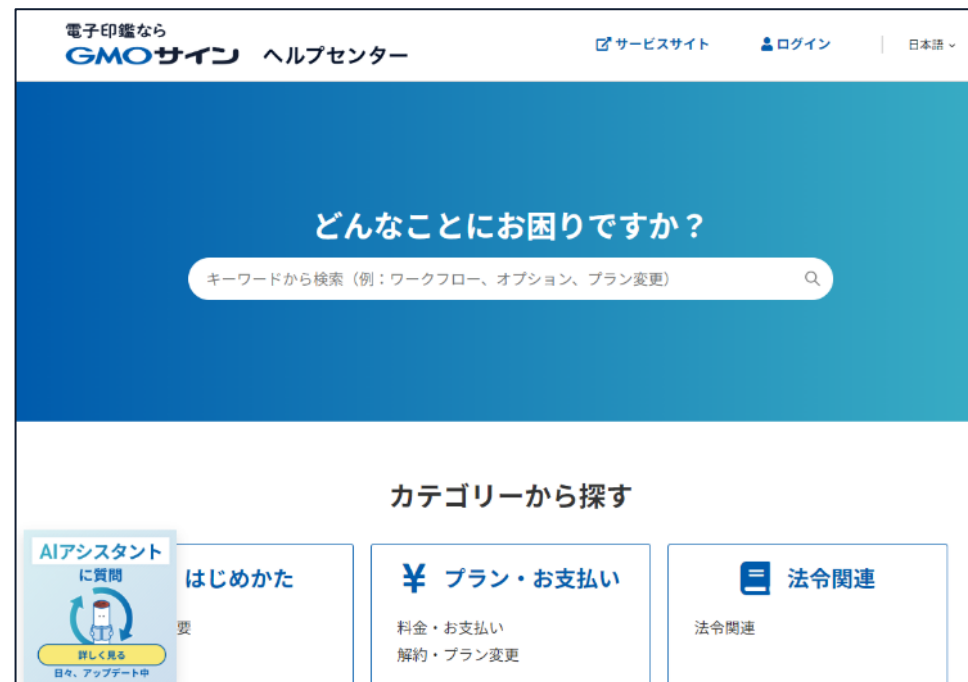 電子印鑑なら
GMOサイン ヘルプセンター
サービスサイト
ログイン
日本語
どんなことにお困りですか？
キーワードから検索（例：ワークフロー、オプション、プラン変更）
カテゴリーから探す
AIアシスタント
に質問
詳しく見る
日々、アップデート中
はじめかた
要
¥ プラン・お支払い
料金・お支払い
解約・プラン変更
法令関連
法令関連